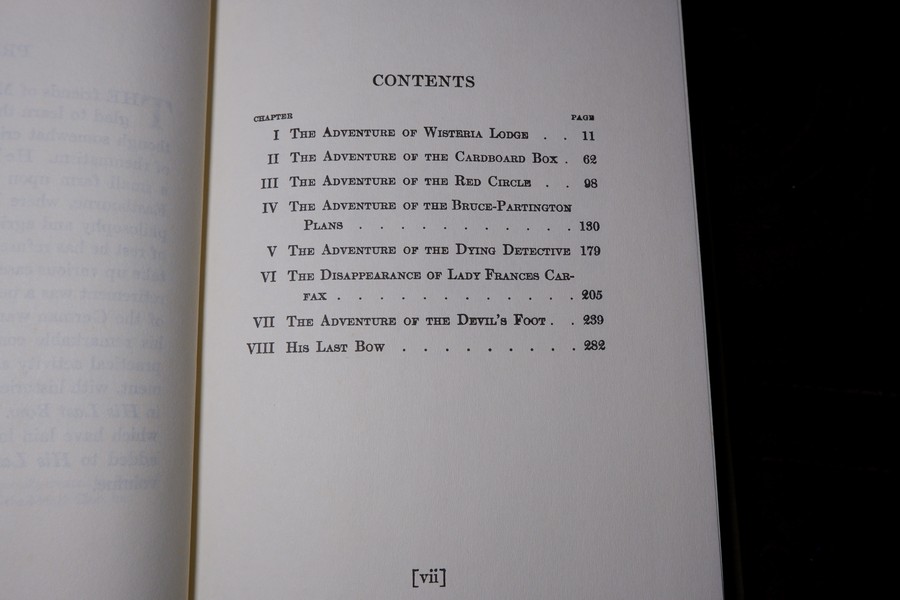 CONTENTS
CHAPTER PAGE
I THE ADVENTURE OF WISTERIA LODGE . . 11
II THE ADVENTURE OF THE CARDBOARD BOX . 62
III THE ADVENTURE OF THE RED CIRCLE . . 98
IV THE ADVENTURE OF THE BRUCE-PARTINGTON
PLANS . . . . . . . . . . . 130
V THE ADVENTURE OF THE DYING DETECTIVE 179
VI THE DISAPPEARANCE OF LADY FRANCES CAR-
FAX . . . . . . . . . . . . 205
VII THE ADVENTURE OF THE DEVIL'S FOOT . . 239
VIII HIS LAST BOW . . . . . . . . . 282
[vii]